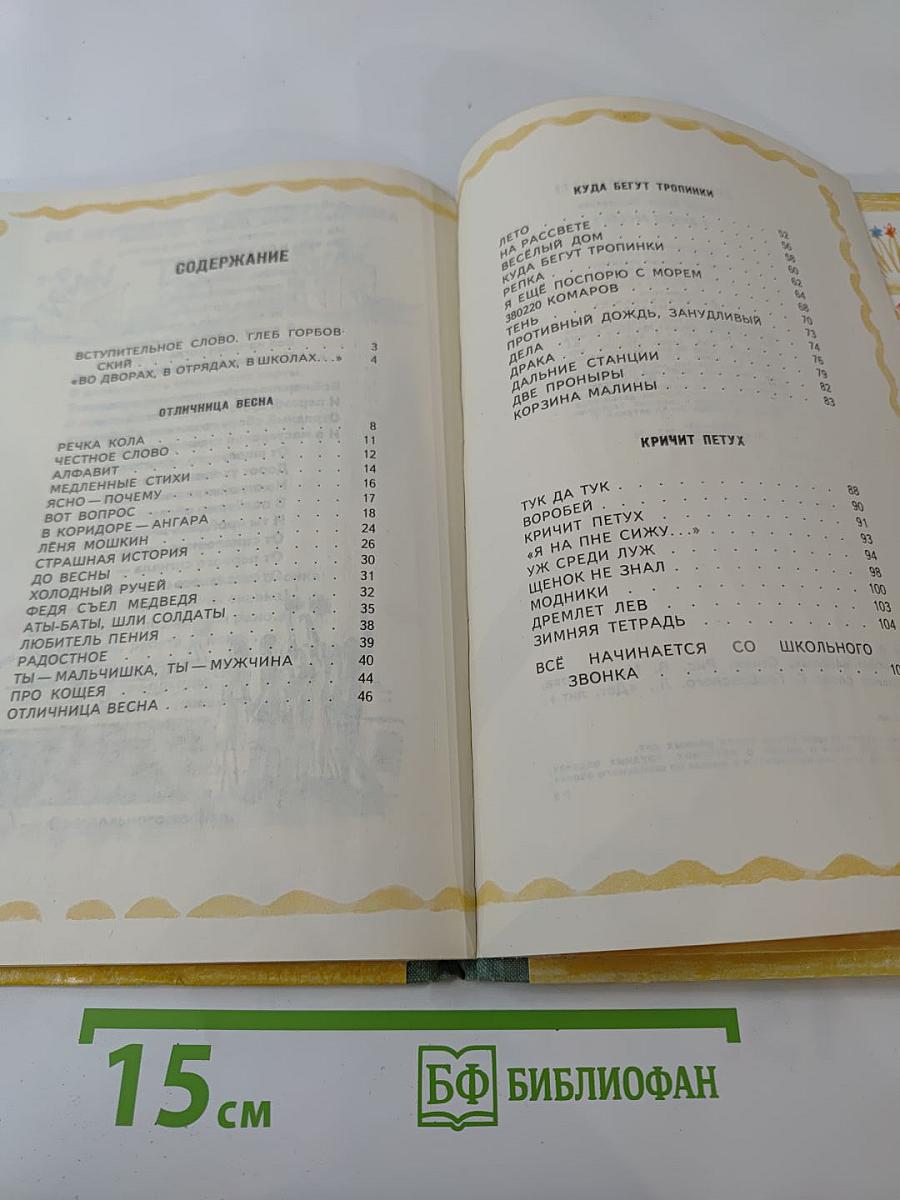 СОДЕРЖАНИЕ
ВСТУПИТЕЛЬНОЕ СЛОВО. ГЛЕБ ГОРБОВ-
СКИЙ . . . . . . . . . . 3
«ВО ДВОРАХ, В ОТРЯДАХ, В ШКОЛАХ...» 4
ОТЛИЧНИЦА ВЕСНА
РЕЧКА КОЛА . . . . . . . . 8
ЧЕСТНОЕ СЛОВО . . . . . . . . 11
АЛФАВИТ . . . . . . . . 12
МЕДЛЕННЫЕ СТИХИ . . . . . . . . 14
ЯСНО — ПОЧЕМУ . . . . . . . . 16
ВОТ ВОПРОС . . . . . . . . 17
В КОРИДОРЕ — АНГАРА . . . . . . . . 18
ЛЁНЯ МОШКИН . . . . . . . . 24
СТРАШНАЯ ИСТОРИЯ . . . . . . . . 26
ДО ВЕСНЫ . . . . . . . . 30
ХОЛОДНЫЙ РУЧЕЙ . . . . . . . . 31
ФЕДЯ СЪЕЛ МЕДВЕДЯ . . . . . . . . 32
АТЫ-БАТЫ, ШЛИ СОЛДАТЫ . . . . . . . . 35
ЛЮБИТЕЛЬ ПЕНИЯ . . . . . . . . 38
РАДОСТНОЕ . . . . . . . . 39
ТЫ — МАЛЬЧИШКА, ТЫ — МУЖЧИНА . . 40
ПРО КОЩЕЯ . . . . . . . . 44
ОТЛИЧНИЦА ВЕСНА . . . . . . . . 46
КУДА БЕГУТ ТРОПИНКИ
ЛЕТО . . . . . . . . 52
НА РАССВЕТЕ . . . . . . . . 56
ВЕСЁЛЫЙ ДОМ . . . . . . . . 58
КУДА БЕГУТ ТРОПИНКИ . . . . . . . . 60
РЕПКА . . . . . . . . 62
Я ЕЩЁ ПОСПОРЮ С МОРЕМ . . . . . . 64
380220 КОМАРОВ . . . . . . . . 68
ТЕНЬ . . . . . . . . 70
ПРОТИВНЫЙ ДОЖДЬ, ЗАНУДЛИВЫЙ . . 73
ДЕЛА . . . . . . . . 74
ДРАКА . . . . . . . . 76
ДАЛЬНИЕ СТАНЦИИ . . . . . . . . 79
ДВЕ ПРОНЫРЫ . . . . . . . . 82
КОРЗИНА МАЛИНЫ . . . . . . . . 83
КРИЧИТ ПЕТУХ
ТУК ДА ТУК . . . . . . . . 88
ВОРОБЕЙ . . . . . . . . 90
КРИЧИТ ПЕТУХ . . . . . . . . 91
«Я НА ПНЕ СИЖУ...» . . . . . . . . 93
УЖ СРЕДИ ЛУЖ . . . . . . . . 94
ЩЕНОК НЕ ЗНАЛ . . . . . . . . 98
МОДНИКИ . . . . . . . . 100
ДРЕМЛЕТ ЛЕВ . . . . . . . . 103
ЗИМНЯЯ ТЕТРАДЬ . . . . . . . . 104
ВСЁ НАЧИНАЕТСЯ СО ШКОЛЬНОГО
ЗВОНКА . . . . . . . .
15 см
БФ БИБЛИОФАН